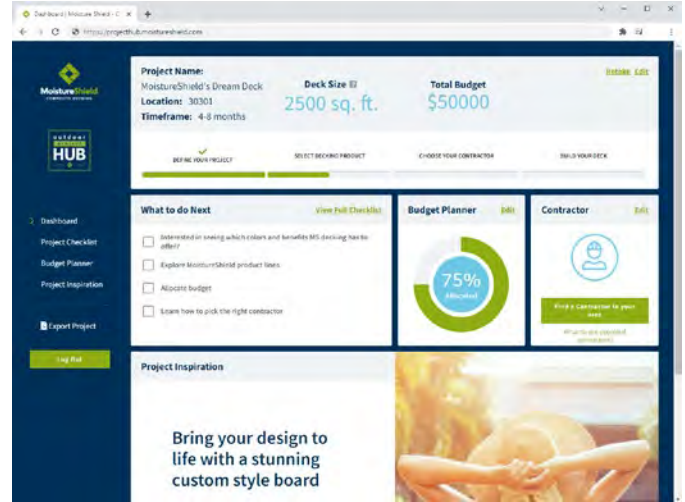 Dashboard | Moisture Shield - C
https://projecthub.moistureshield.com
MoistureShield
COMPOSITE DECKING
outdoor
HUB
Dashboard
Project Checklist
Budget Planner
Project Inspiration
Export Project
Log Out
Project Name:
MoistureShield's Dream Deck
Location: 30301
Timeframe: 4-8 months
Deck Size
2500 sq. ft.
Total Budget
$50000
Edit
DEFINE YOUR PROJECT
SELECT DECKING PRODUCT
CHOOSE YOUR CONTRACTOR
BUILD YOUR DECK
What to do Next
View Full Checklist
Interested in seeing which colors and benefits MS decking has to
offer?
Explore MoistureShield product lines
Allocate budget
Learn how to pick the right contractor
Budget Planner
Edit
75%
Allocated
Contractor
Edit
Find a Contractor in your
area
Project Inspiration
Bring your design to
life with a stunning
custom style board